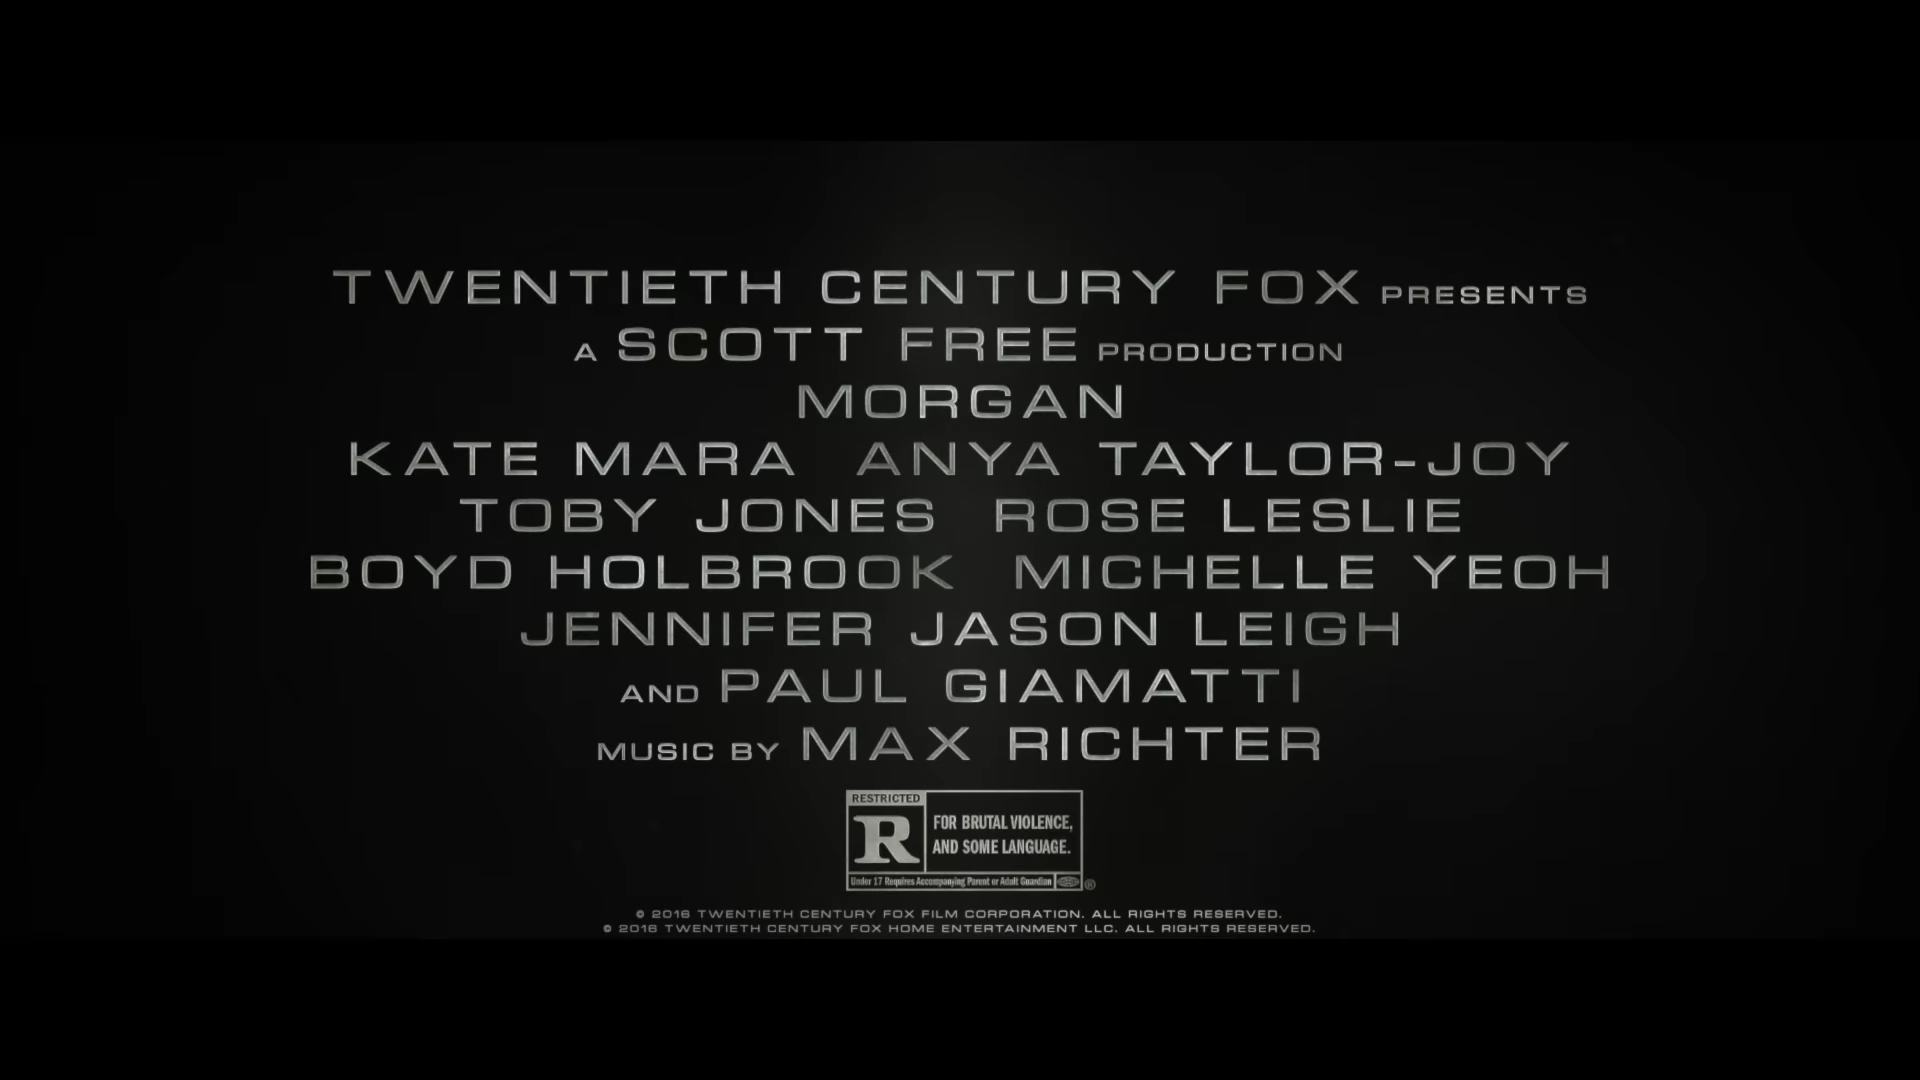 TWENTIETH CENTURY FOX PRESENTS
A SCOTT FREE PRODUCTION
MORGAN
KATE MARA ANYA TAYLOR-JOY
TOBY JONES ROSE LESLIE
BOYD HOLBROOK MICHELLE YEOH
JENNIFER JASON LEIGH
AND PAUL GIAMATTI
MUSIC BY MAX RICHTER
RESTRICTED
R
FOR BRUTAL VIOLENCE,
AND SOME LANGUAGE.
Under 17 Requires Accompanying Parent or Adult Guardian
®
© 2016 TWENTIETH CENTURY FOX FILM CORPORATION. ALL RIGHTS RESERVED.
© 2016 TWENTIETH CENTURY FOX HOME ENTERTAINMENT LLC. ALL RIGHTS RESERVED.